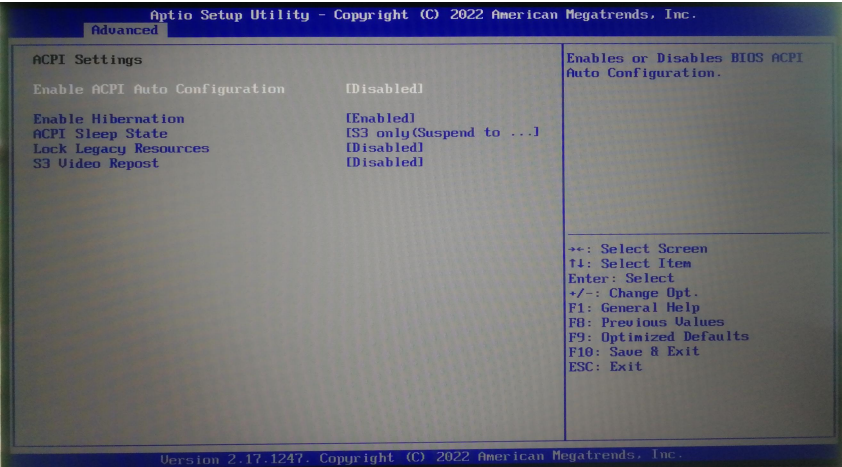 Aptio Setup Utility - Copyright (C) 2022 American Megatrends, Inc.
Advanced
ACPI Settings
Enable ACPI Auto Configuration [Disabled]
Enable Hibernation [Enabled]
ACPI Sleep State [S3 only(Suspend to ...]
Lock Legacy Resources [Disabled]
S3 Video Repost [Disabled]
Enables or Disables BIOS ACPI
Auto Configuration.
→←: Select Screen
↑↓: Select Item
Enter: Select
+/-: Change Opt.
F1: General Help
F8: Previous Values
F9: Optimized Defaults
F10: Save & Exit
ESC: Exit
Version 2.17.1247. Copyright (C) 2022 American Megatrends, Inc.